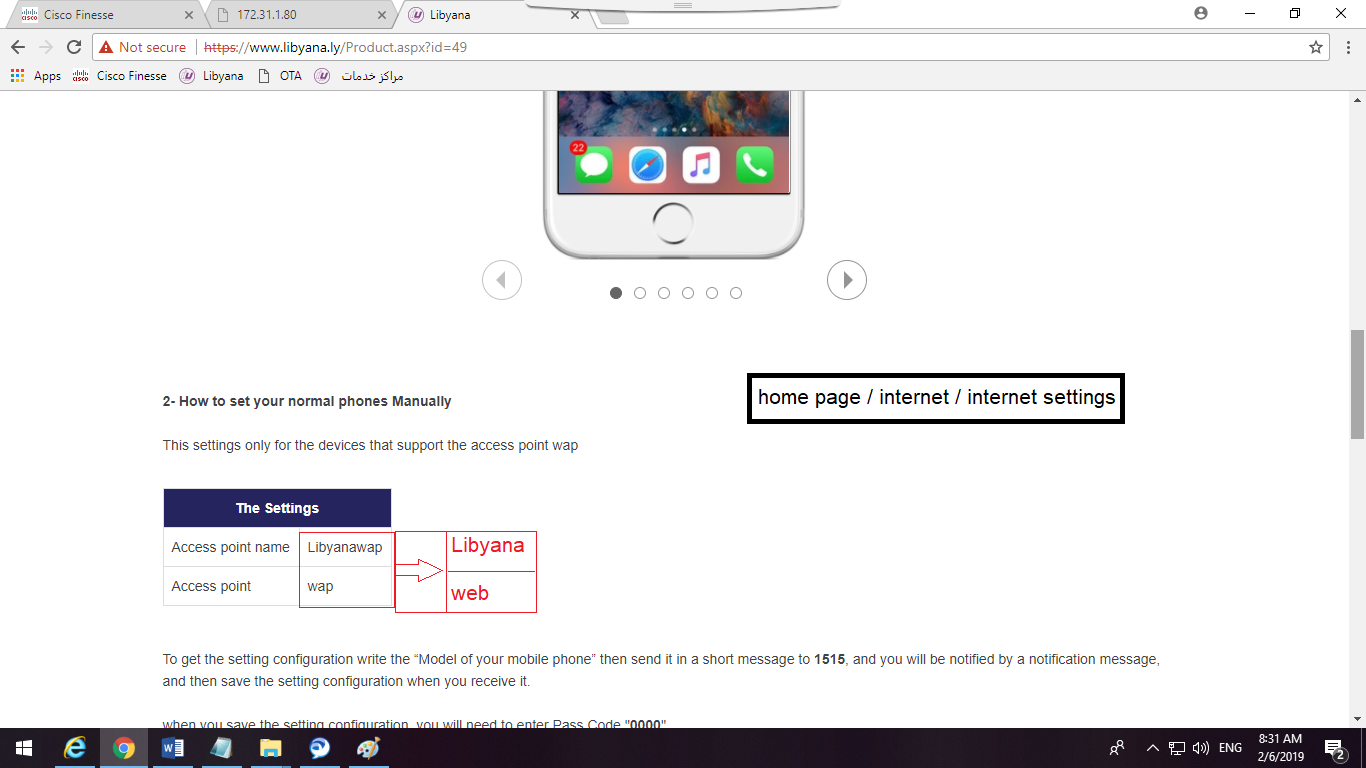 Cisco Finesse
172.31.1.80
Libyana
Not secure
https://www.libyana.ly/Product.aspx?id=49
Apps
cisco
Cisco Finesse
Libyana
OTA
مراكز خدمات
22
2- How to set your normal phones Manually
home page / internet / internet settings
This settings only for the devices that support the access point wap
The Settings
Access point name Libyanawap
Libyana
Access point wap
web
To get the setting configuration write the “Model of your mobile phone” then send it in a short message to 1515, and you will be notified by a notification message,
and then save the setting configuration when you receive it.
when you save the setting configuration, you will need to enter Pass Code "0000"
ENG
8:31 AM
2/6/2019
2